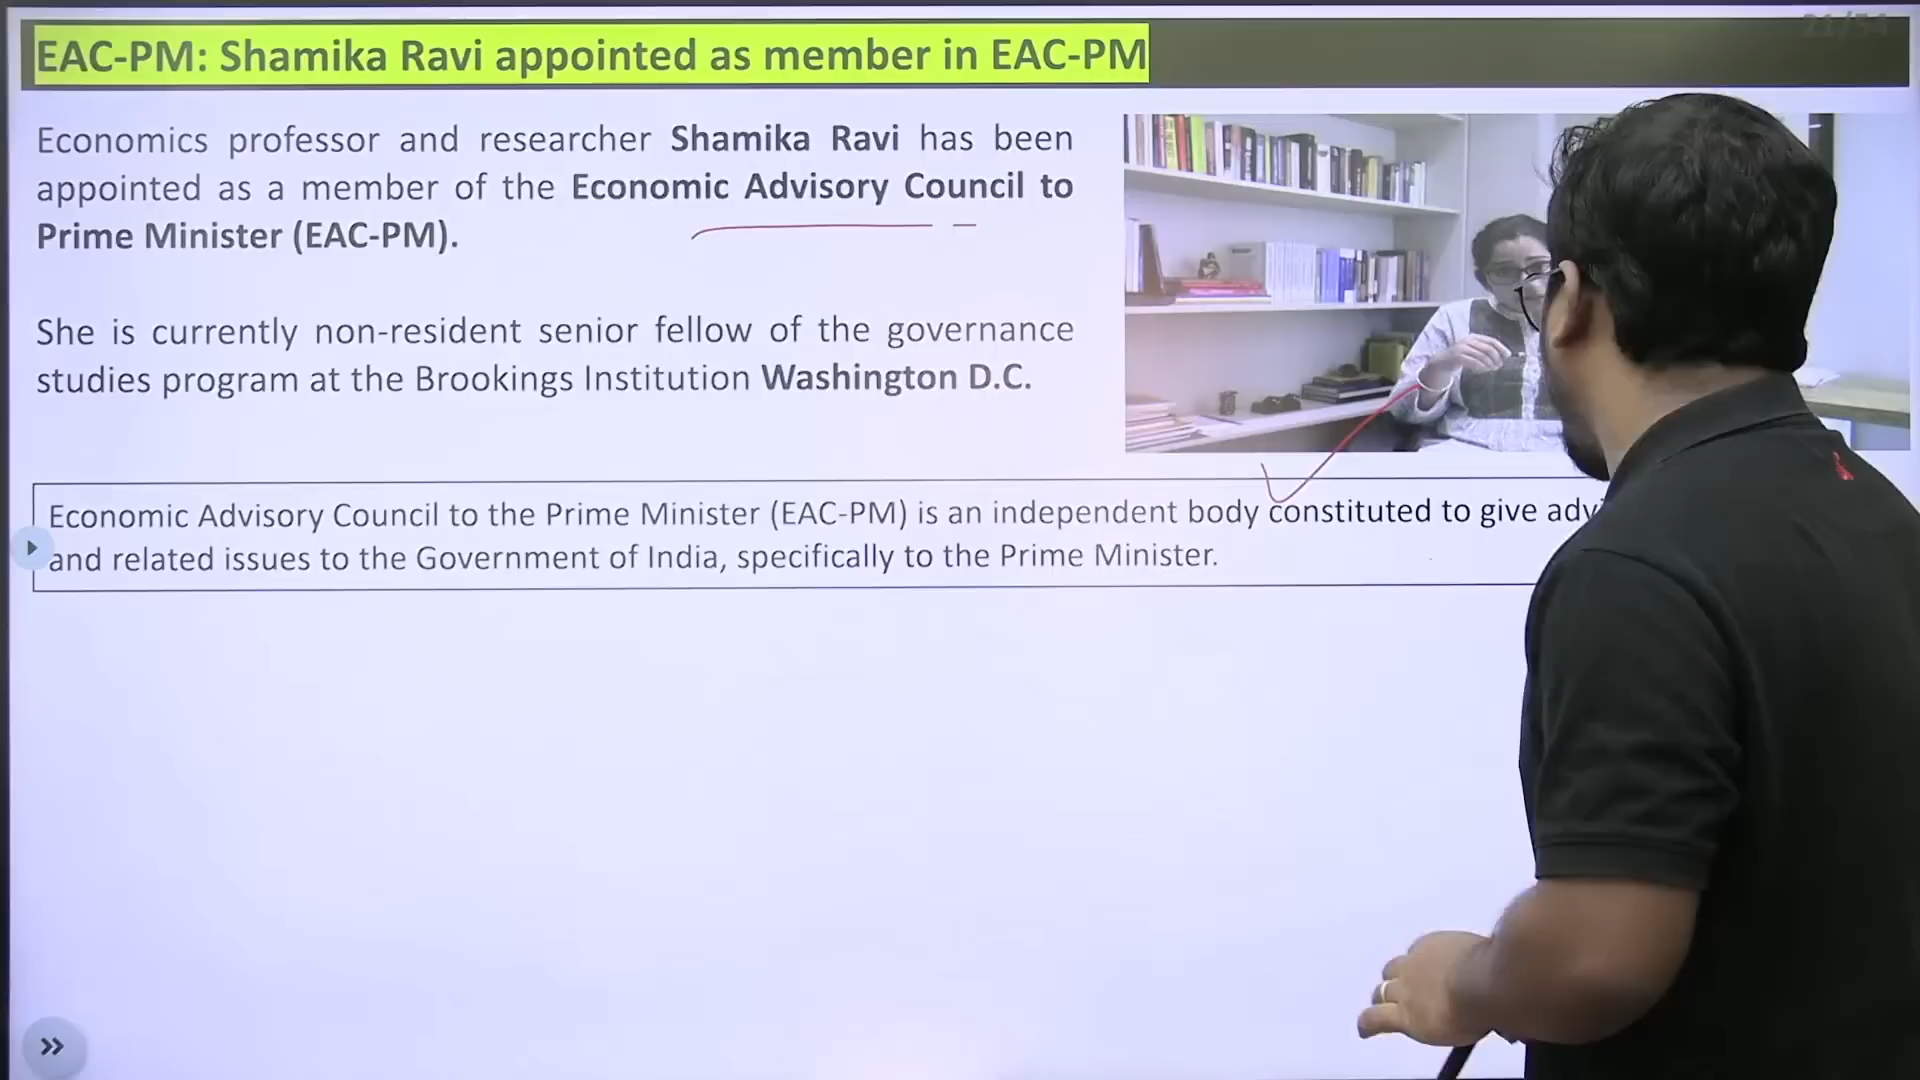 EAC-PM: Shamika Ravi appointed as member in EAC-PM
21/54
Economics professor and researcher Shamika Ravi has been
appointed as a member of the Economic Advisory Council to
Prime Minister (EAC-PM).
She is currently non-resident senior fellow of the governance
studies program at the Brookings Institution Washington D.C.
Economic Advisory Council to the Prime Minister (EAC-PM) is an independent body constituted to give
and related issues to the Government of India, specifically to the Prime Minister.